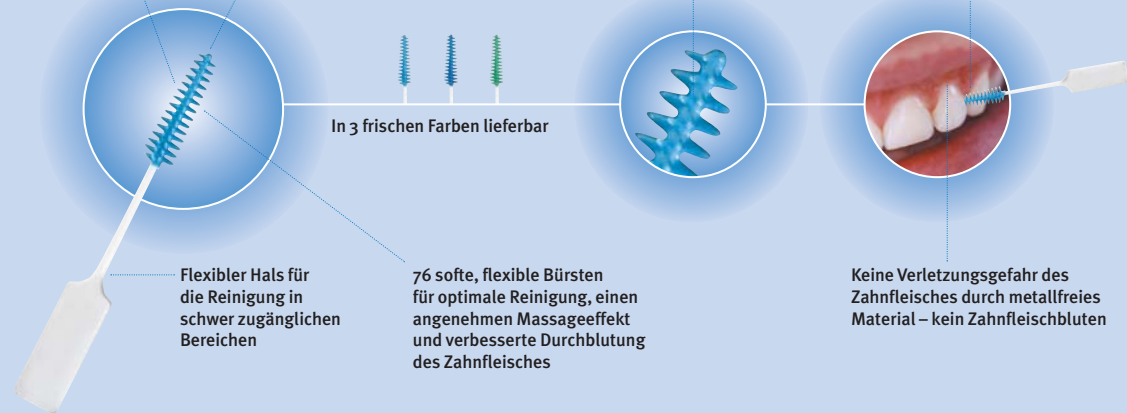 In 3 frischen Farben lieferbar
Flexibler Hals für
die Reinigung in
schwer zugänglichen
Bereichen
76 softe, flexible Bürsten
für optimale Reinigung, einen
angenehmen Massageeffekt
und verbesserte Durchblutung
des Zahnfleisches
Keine Verletzungsgefahr des
Zahnfleisches durch metallfreies
Material – kein Zahnfleischbluten